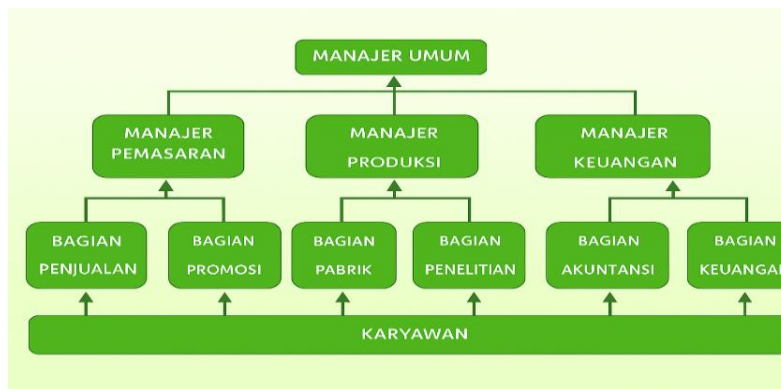 MANAJER UMUM
MANAJER
PEMASARAN
MANAJER
PRODUKSI
MANAJER
KEUANGAN
BAGIAN
PENJUALAN
BAGIAN
PROMOSI
BAGIAN
PABRIK
BAGIAN
PENELITIAN
BAGIAN
AKUNTANSI
BAGIAN
KEUANGAN
KARYAWAN